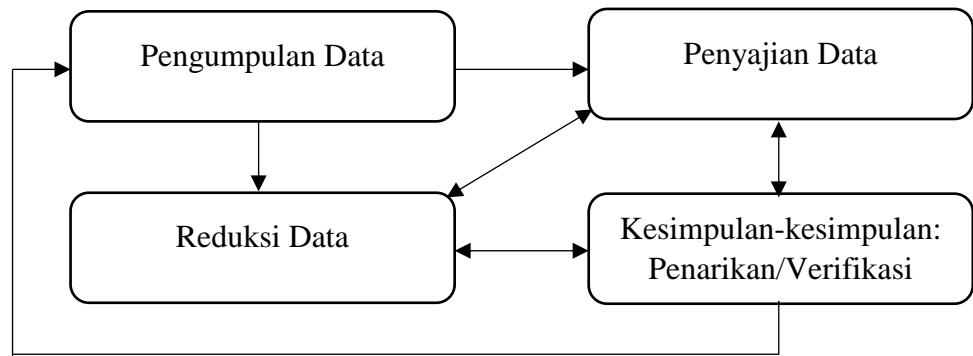 Pengumpulan Data
Penyajian Data
Reduksi Data
Kesimpulan-kesimpulan:
Penarikan/Verifikasi